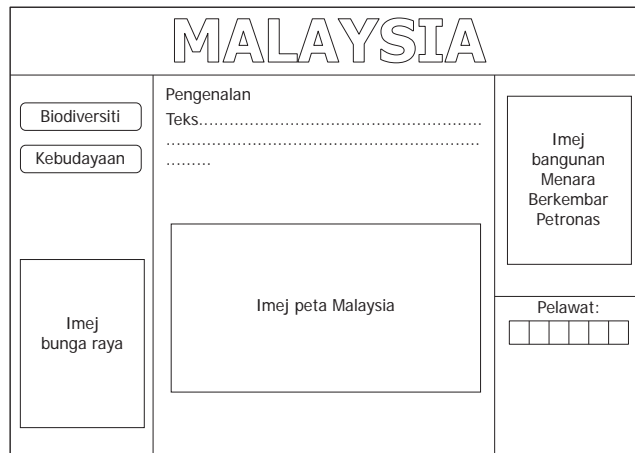 MALAYSIA
Biodiversiti
Kebudayaan
Imej
bunga raya
Pengenalan
Teks.......................................................
.............................................................
.........
Imej peta Malaysia
Imej
bangunan
Menara
Berkembar
Petronas
Pelawat: